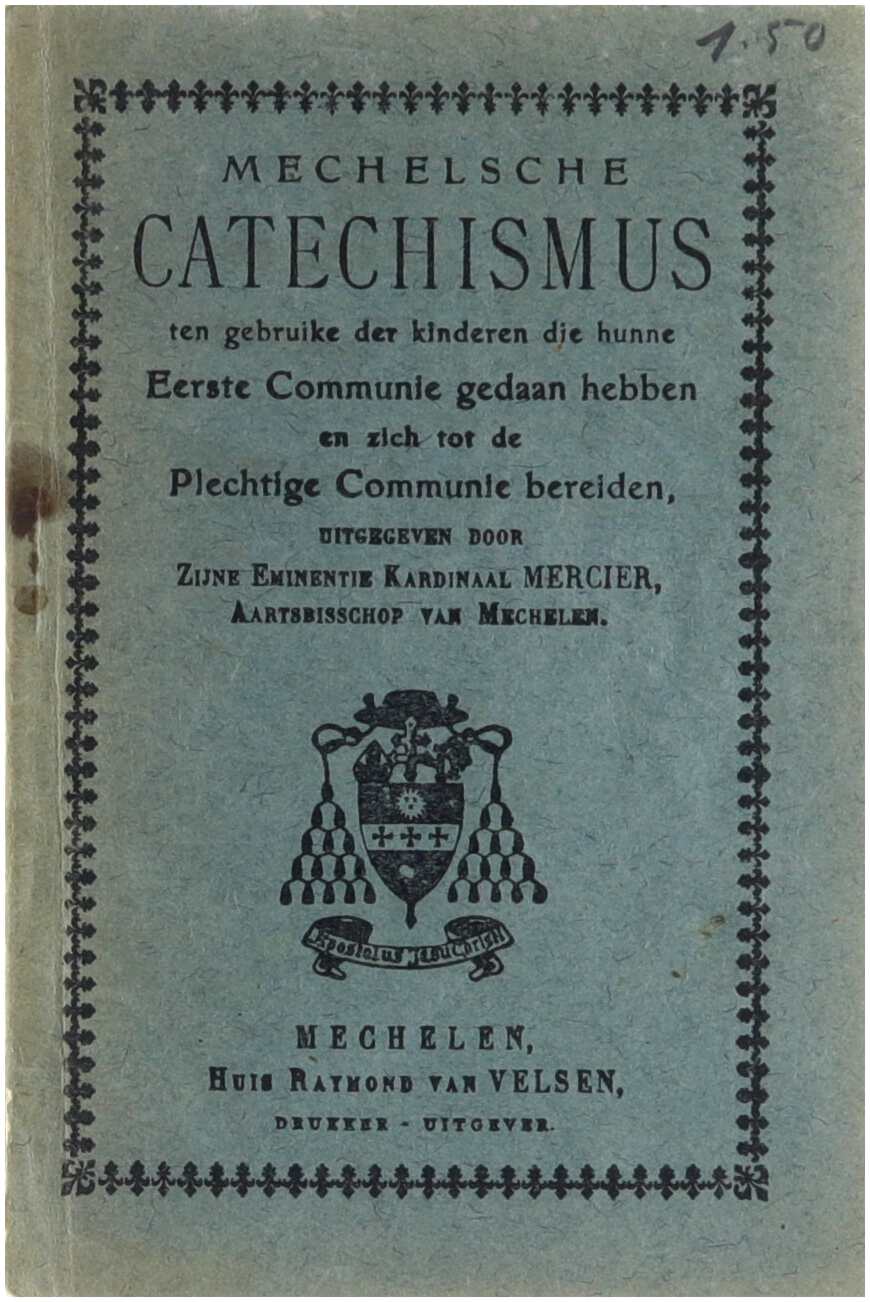 1.50
MECHELSCHE
CATECHISMUS
ten gebruike der kinderen die hunne
Eerste Communie gedaan hebben
en zich tot de
Plechtige Communie bereiden,
UITGEGEVEN DOOR
ZIJNE EMINENTIE KARDINAAL MERCIER,
AARTSBISSCHOP VAN MECHELEN.
Apostolus Jesu Christi
MECHELEN,
HUIS RAYMOND VAN VELSEN,
DRUKKER - UITGEVER.